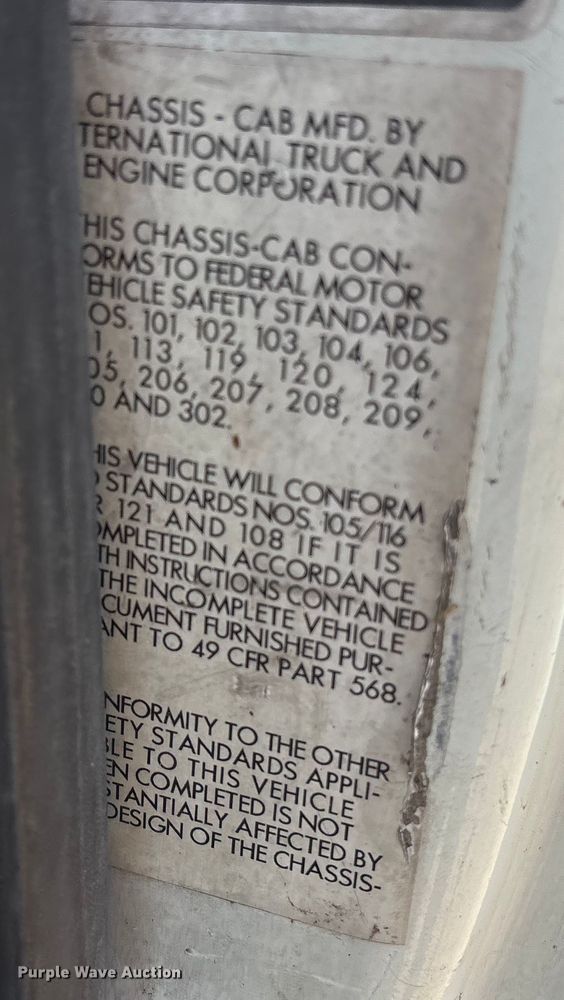 CHASSIS - CAB MFD. BY
TERNATIONAL TRUCK AND
ENGINE CORPORATION
HIS CHASSIS-CAB CON-
ORMS TO FEDERAL MOTOR
EHICLE SAFETY STANDARDS
OS. 101, 102, 103, 104, 106,
1, 113, 119, 120, 124,
05, 206, 207, 208, 209,
0 AND 302.
HIS VEHICLE WILL CONFORM
O STANDARDS NOS. 105/116
R 121 AND 108 IF IT IS
OMPLETED IN ACCORDANCE
TH INSTRUCTIONS CONTAINED
THE INCOMPLETE VEHICLE
CUMENT FURNISHED PUR-
ANT TO 49 CFR PART 568.
NFORMITY TO THE OTHER
ETY STANDARDS APPLI-
BLE TO THIS VEHICLE
EN COMPLETED IS NOT
STANTIALLY AFFECTED BY
DESIGN OF THE CHASSIS-
Purple Wave Auction